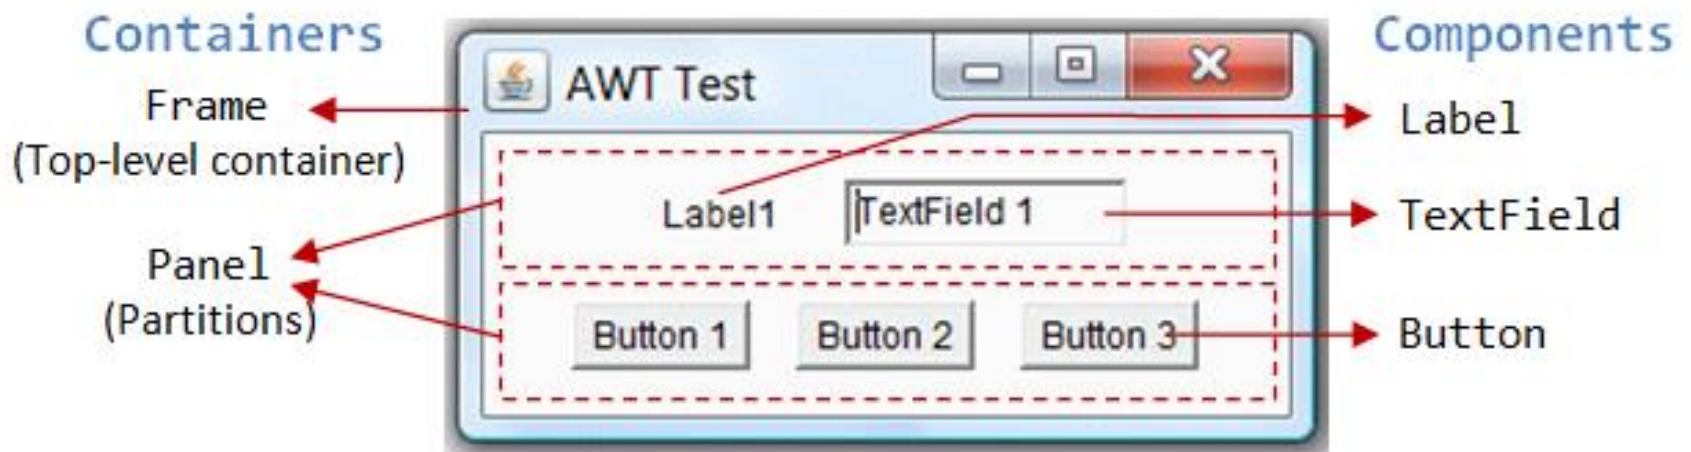 Containers
Components
Frame
(Top-level container)
Panel
(Partitions)
AWT Test
Label1
TextField 1
Button 1
Button 2
Button 3
Label
TextField
Button